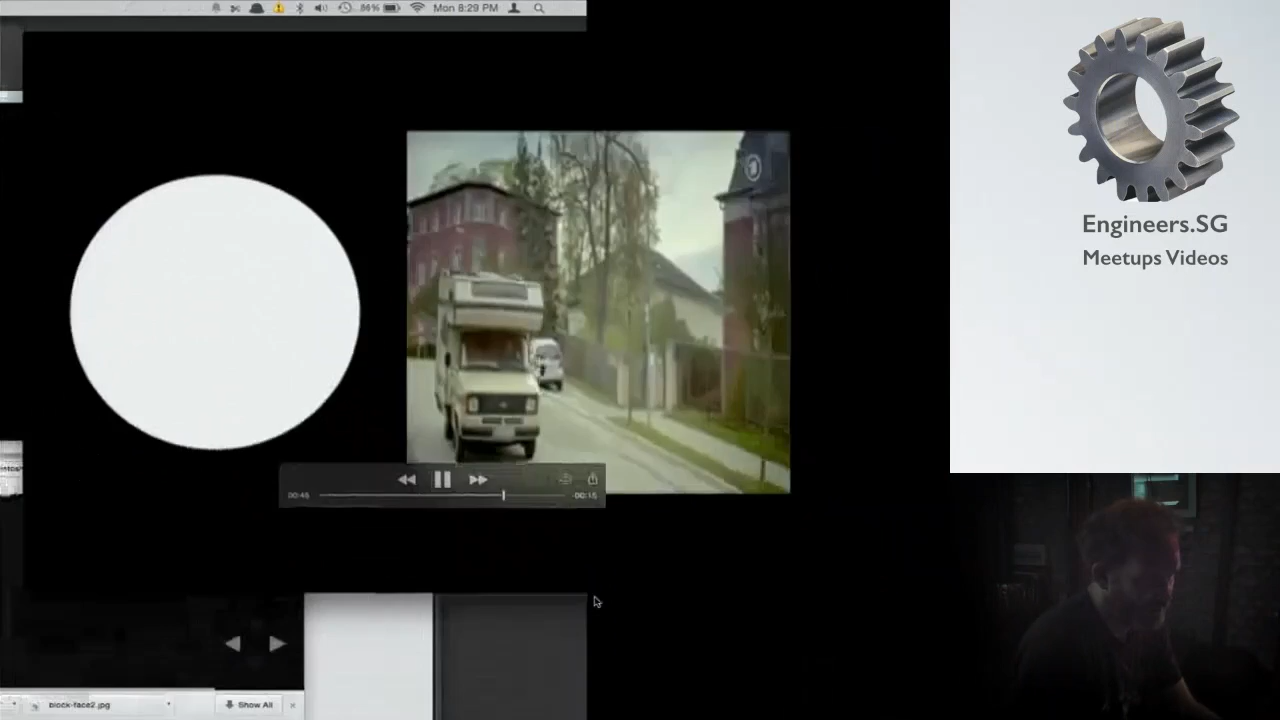 86% Mon 8:29 PM
Engineers.SG
Meetups Videos
00:45
-00:15
block-face2.jpg
Show All